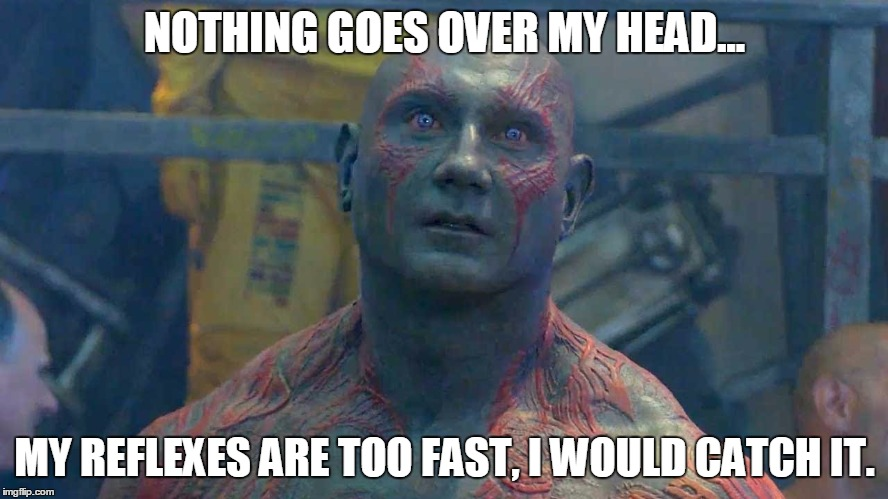 NOTHING GOES OVER MY HEAD...
MY REFLEXES ARE TOO FAST, I WOULD CATCH IT.
imgflip.com